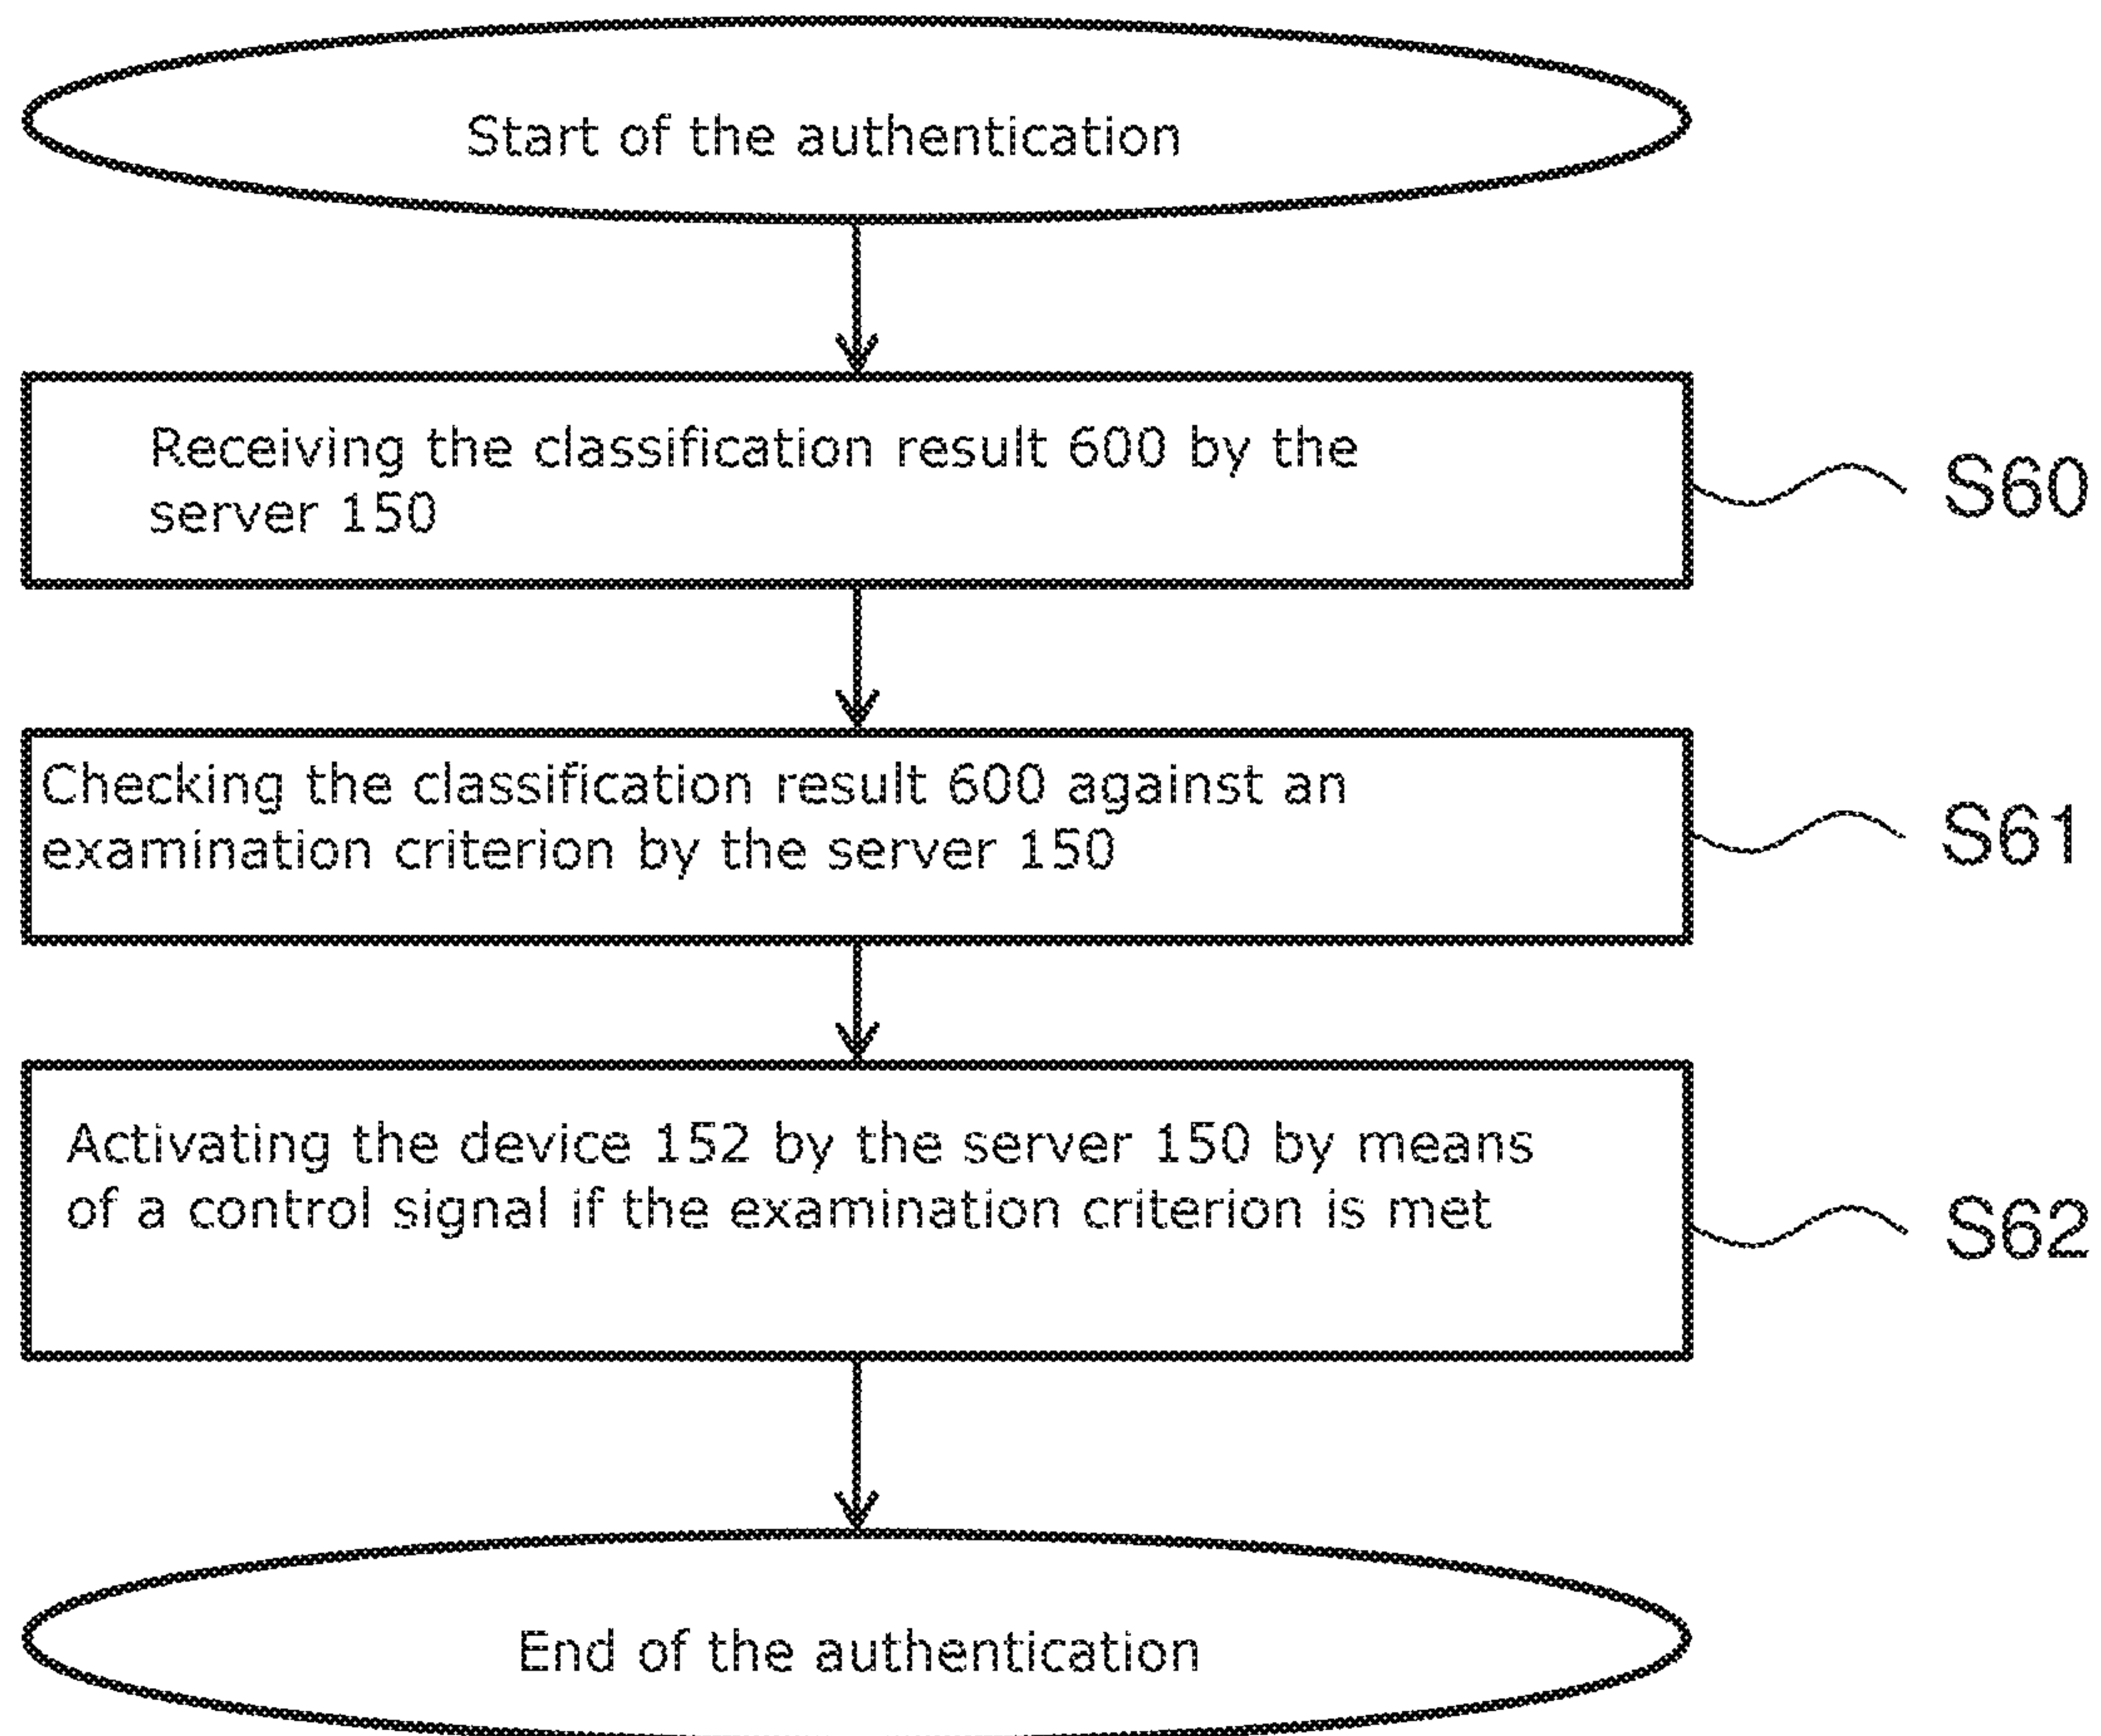 Start of the authentication
Receiving the classification result 600 by the
server 150
S60
Checking the classification result 600 against an
examination criterion by the server 150
S61
Activating the device 152 by the server 150 by means
of a control signal if the examination criterion is met
S62
End of the authentication